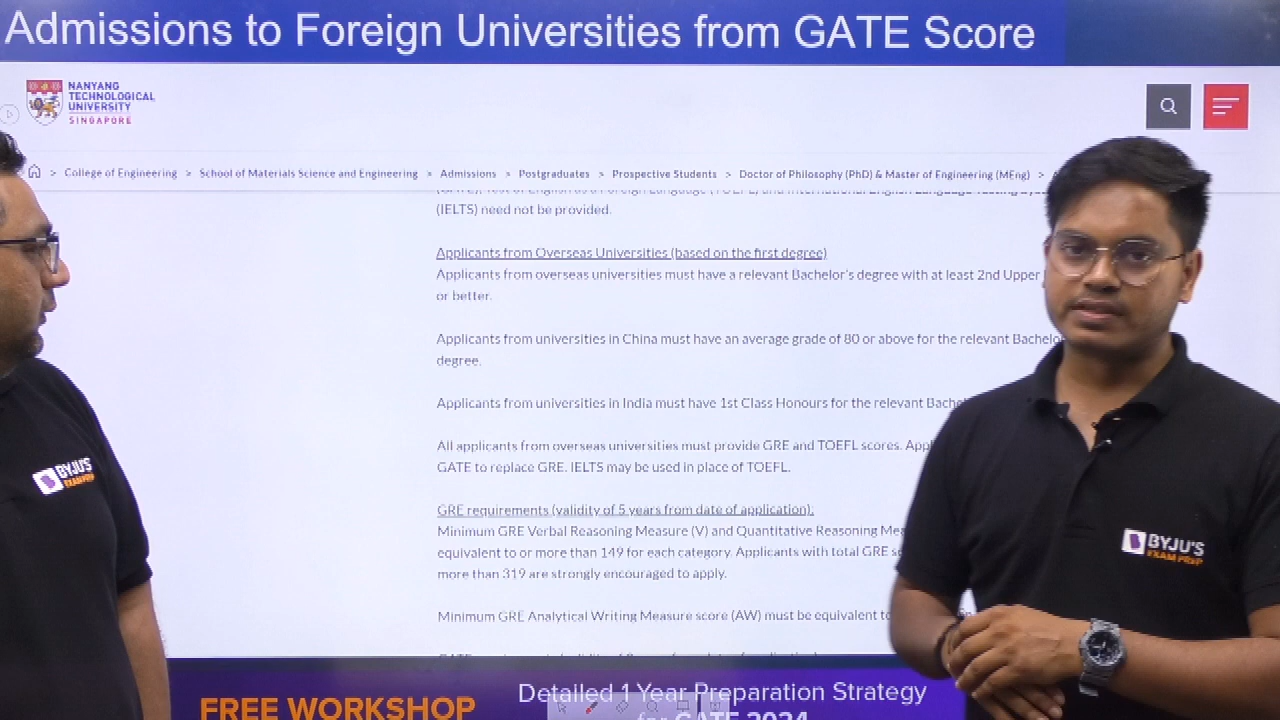 Admissions to Foreign Universities from GATE Score
NANYANG
TECHNOLOGICAL
UNIVERSITY
SINGAPORE
> College of Engineering > School of Materials Science and Engineering > Admissions > Postgraduates > Prospective Students > Doctor of Philosophy (PhD) & Master of Engineering (MEng) >
(IELTS) need not be provided.
Applicants from Overseas Universities (based on the first degree)
Applicants from overseas universities must have a relevant Bachelor's degree with at least 2nd Upper
or better.
Applicants from universities in China must have an average grade of 80 or above for the relevant
degree.
Applicants from universities in India must have 1st Class Honours for the relevant
All applicants from overseas universities must provide GRE and TOEFL scores.
GATE to replace GRE. IELTS may be used in place of TOEFL.
GRE requirements (validity of 5 years from date of application).
Minimum GRE Verbal Reasoning Measure (V) and Quantitative Reasoning
equivalent to or more than 149 for each category. Applicants with total GRE
more than 319 are strongly encouraged to apply.
Minimum GRE Analytical Writing Measure score (AW) must be equivalent to
BYJU'S
EXAM PREP
BYJU'S
EXAM PREP
FREE WORKSHOP
Detailed 1 Year Preparation Strategy
for GATE 2024